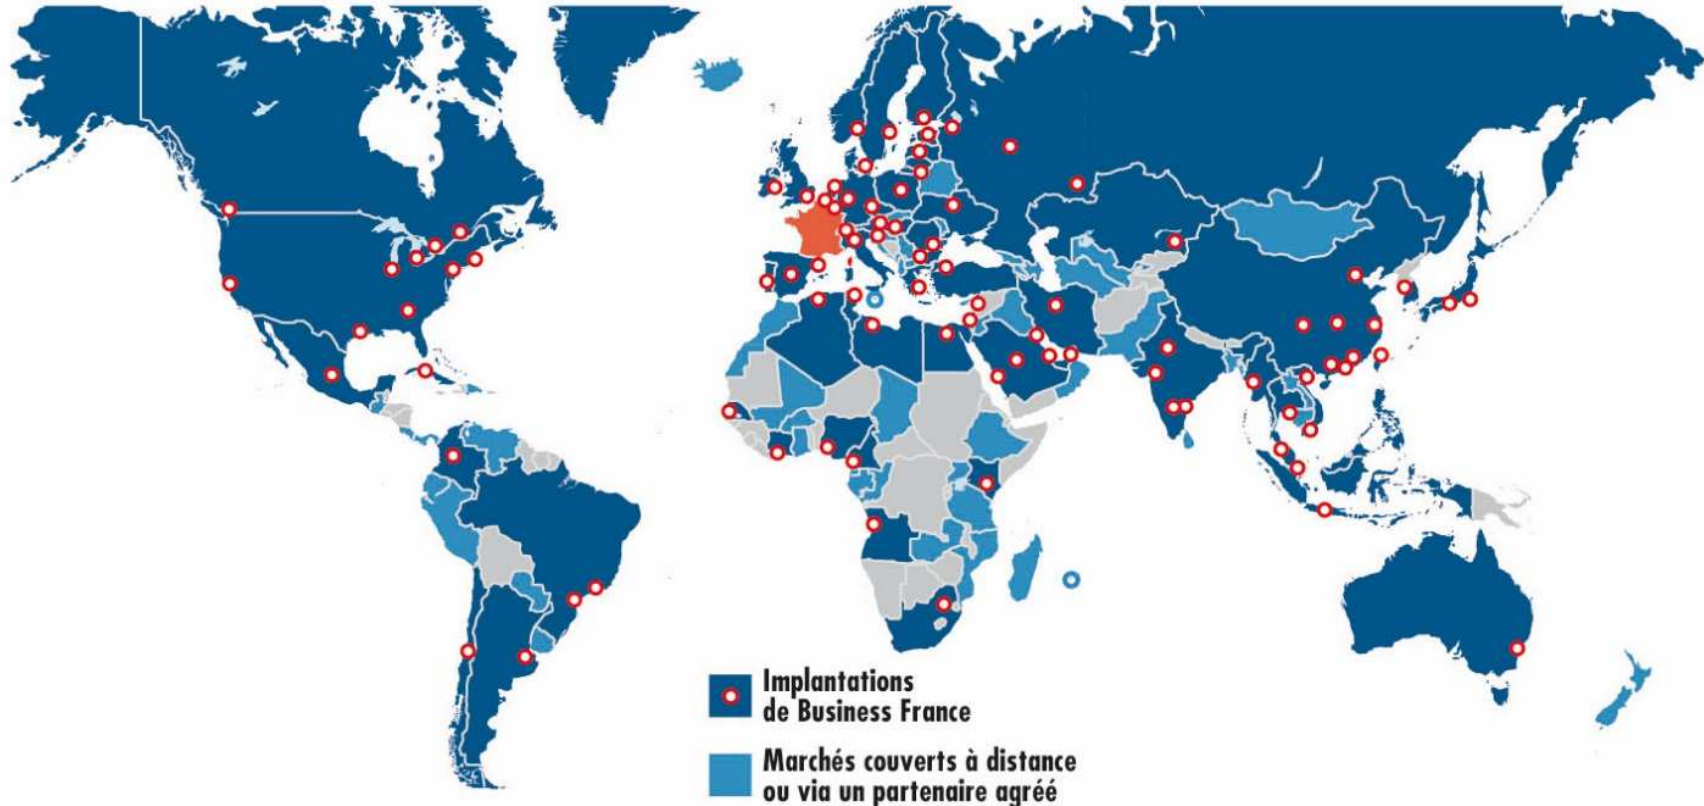 Implantations
de Business France
Marchés couverts à distance
ou via un partenaire agréé